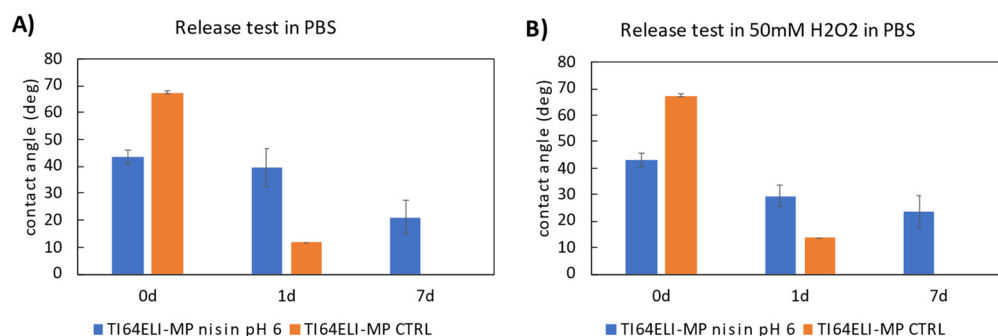 A)
Release test in PBS
contact angle (deg)
80
70
60
50
40
30
20
10
0
0d 1d 7d
TI64ELI-MP nisin pH 6 TI64ELI-MP CTRL
B)
Release test in 50mM H2O2 in PBS
contact angle (deg)
80
70
60
50
40
30
20
10
0
0d 1d 7d
TI64ELI-MP nisin pH 6 TI64ELI-MP CTRL